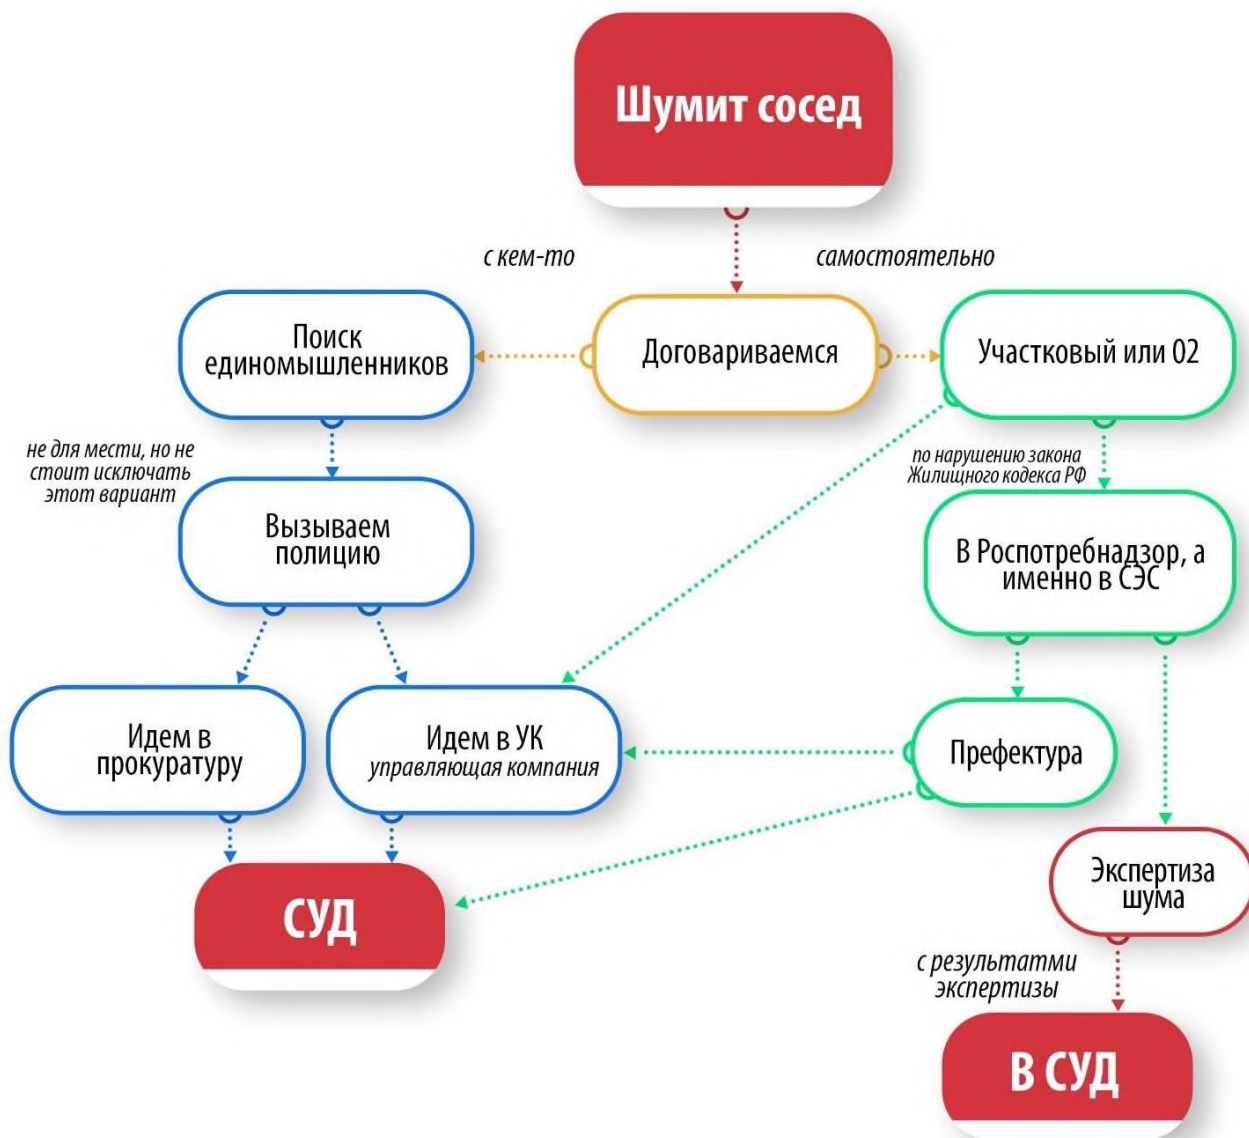 Шумит сосед
с кем-то
самостоятельно
Поиск
единомышленников
Договариваемся
Участковый или 02
не для мести, но не
стоит исключать
этот вариант
по нарушению закона
Жилищного кодекса РФ
Вызываем
полицию
В Роспотребнадзор, а
именно в СЭС
Идем в
прокуратуру
Идем в УК
управляющая компания
Префектура
Экспертиза
шума
СУД
с результатми
экспертизы
В СУД